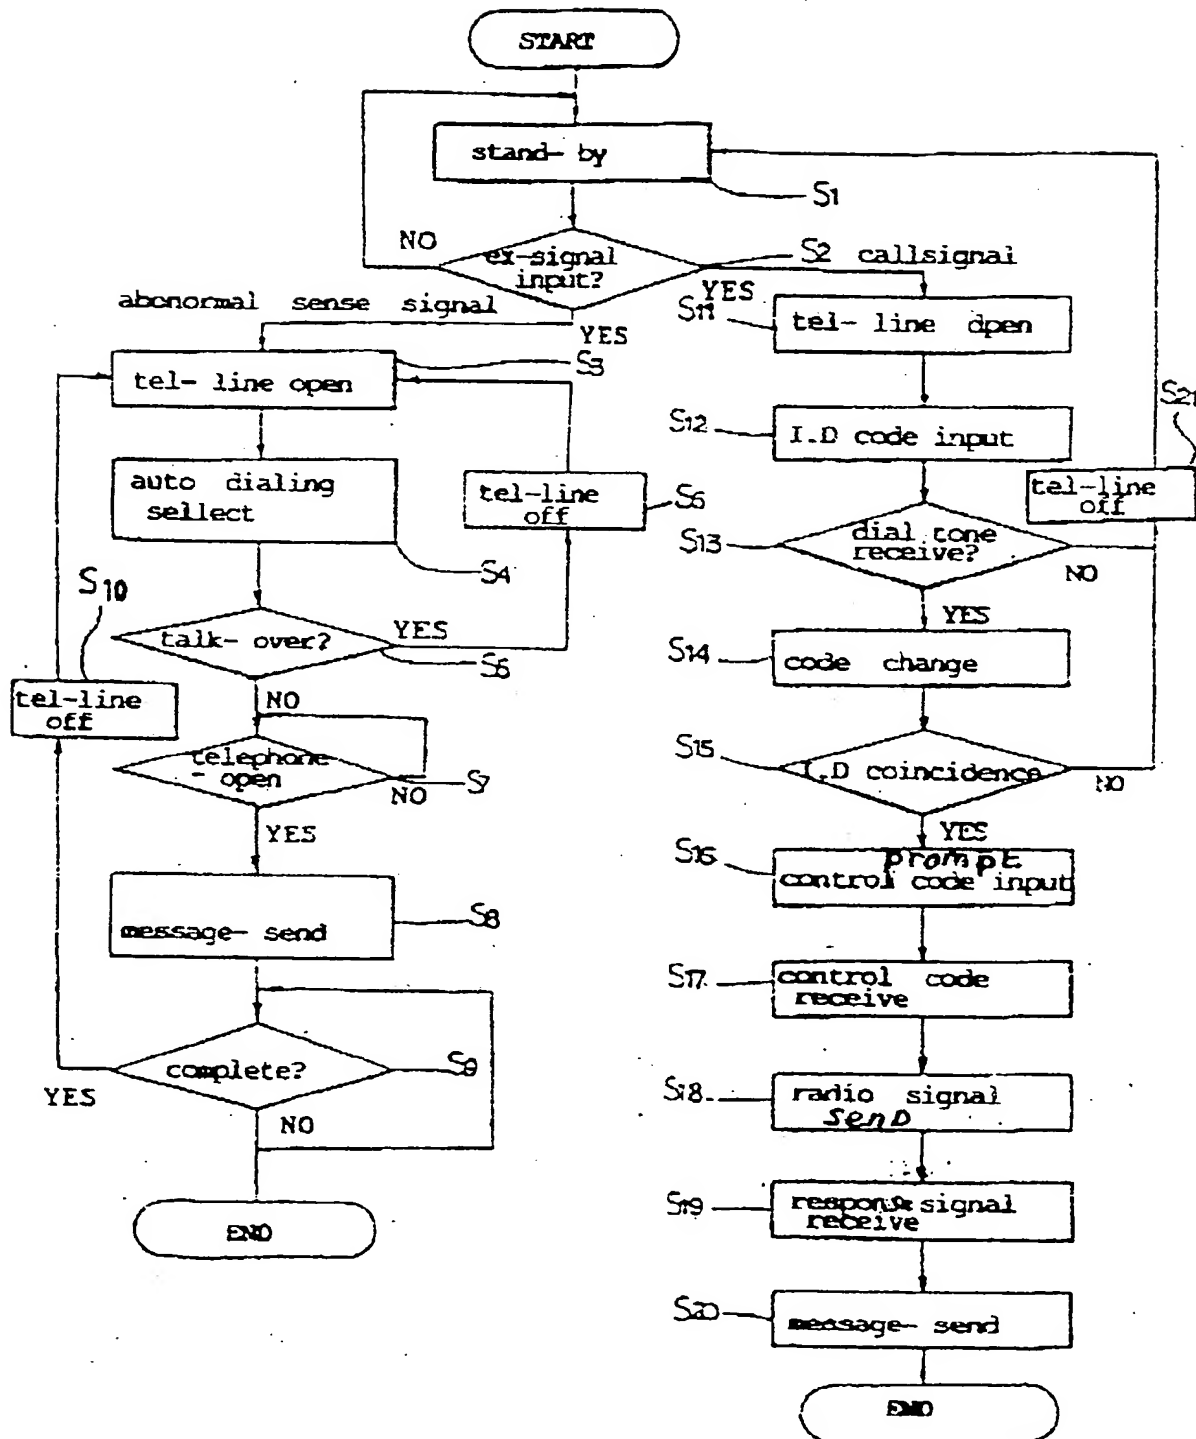 START
stand- by
S1
NO
ex-signal
input?
S2 callsignal
YES
abonormal sense signal
YES
S11
tel- line dpen
S3
tel- line open
S12
I.D code input
S21
auto dialing
sellect
S4
tel-line
off
S6
tel-line
off
S13
dial tone
receive?
NO
YES
S10
talk- over?
YES
S5
S14
code change
tel-line
off
NO
telephone
- open
NO
S7
S15
I.D coincidence
NO
YES
YES
S16
prompt
control code input
message- send
S8
S17
control code
receive
complete?
S9
YES
NO
S18
radio signal
senD
S19
response signal
receive
END
S20
message- send
END